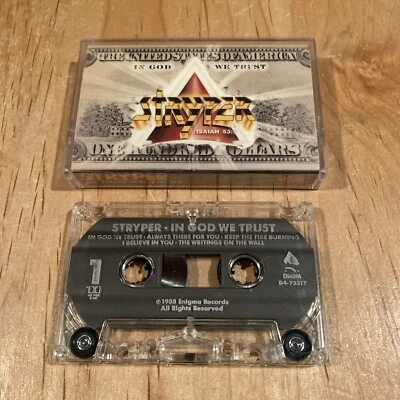 THE UNITED STATES OF AMERICA
IN GOD WE TRUST
STRYPER
ISAIAH 53:5
ONE HUNDRED DOLLARS
STRYPER • IN GOD WE TRUST
IN GOD WE TRUST • ALWAYS THERE FOR YOU • KEEP THE FIRE BURNING
I BELIEVE IN YOU • THE WRITINGS ON THE WALL
1
Enigma
D4-73317
℗1988 Enigma Records
All Rights Reserved